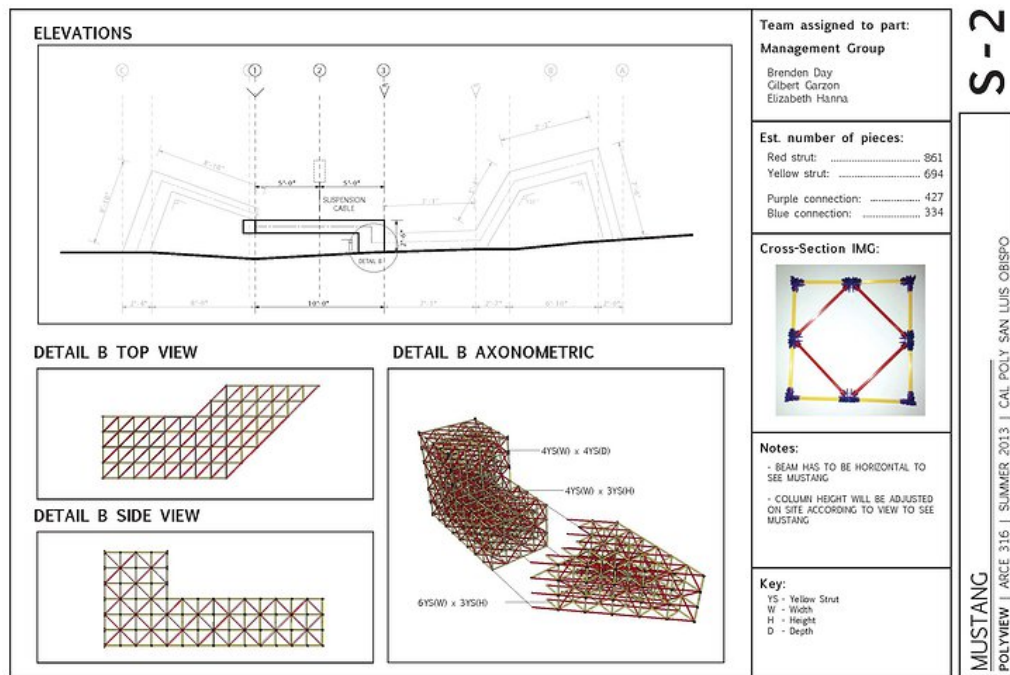 ELEVATIONS
C
1
2
3
B
A
5'-0"
5'-0"
SUSPENSION
CABLE
2'-6"
DETAIL B
10'-0"
DETAIL B TOP VIEW
DETAIL B SIDE VIEW
DETAIL B AXONOMETRIC
4YS(W) x 4YS(D)
4YS(W) x 3YS(H)
6YS(W) x 3YS(H)
Team assigned to part:
Management Group
Brenden Day
Gilbert Garzon
Elizabeth Hanna
Est. number of pieces:
Red strut: .................... 861
Yellow strut: .................... 694
Purple connection: .............. 427
Blue connection: ................ 334
Cross-Section IMG:
Notes:
- BEAM HAS TO BE HORIZONTAL TO
SEE MUSTANG
- COLUMN HEIGHT WILL BE ADJUSTED
ON SITE ACCORDING TO VIEW TO SEE
MUSTANG
Key:
YS - Yellow Strut
W - Width
H - Height
D - Depth
S-2
MUSTANG
POLYVIEW | ARCE 316 | SUMMER 2013 | CAL POLY SAN LUIS OBISPO